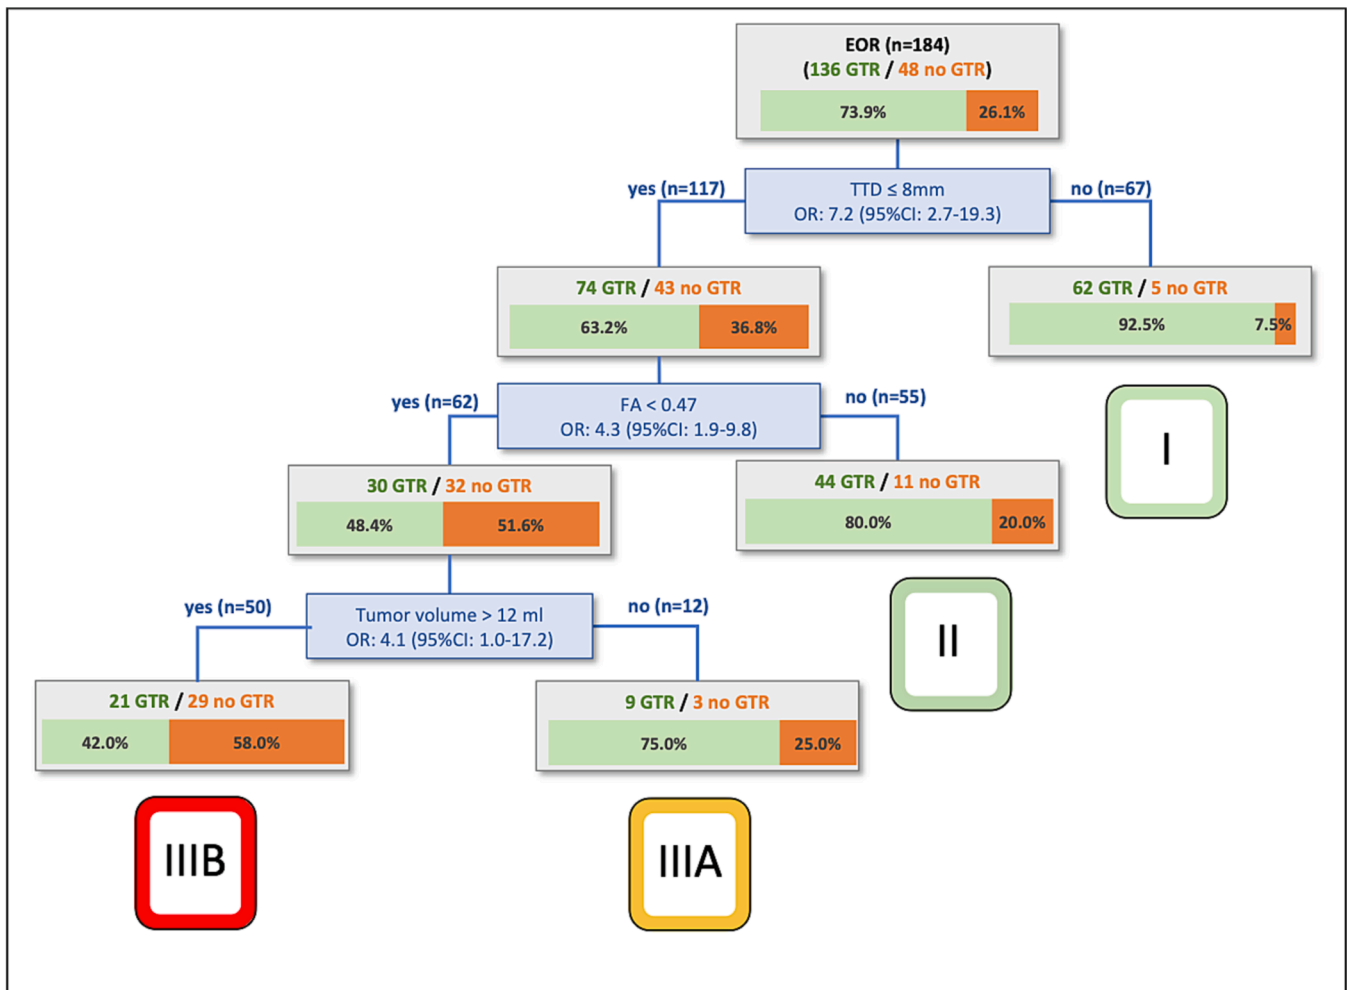 EOR (n=184)
(136 GTR / 48 no GTR)
73.9% 26.1%
yes (n=117)
TTD ≤ 8mm
OR: 7.2 (95%CI: 2.7-19.3)
no (n=67)
74 GTR / 43 no GTR
63.2% 36.8%
62 GTR / 5 no GTR
92.5% 7.5%
yes (n=62)
FA < 0.47
OR: 4.3 (95%CI: 1.9-9.8)
no (n=55)
I
30 GTR / 32 no GTR
48.4% 51.6%
44 GTR / 11 no GTR
80.0% 20.0%
yes (n=50)
Tumor volume > 12 ml
OR: 4.1 (95%CI: 1.0-17.2)
no (n=12)
II
21 GTR / 29 no GTR
42.0% 58.0%
9 GTR / 3 no GTR
75.0% 25.0%
IIIB
IIIA